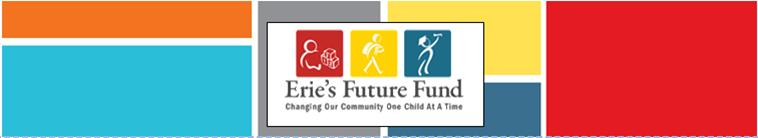 Erie's Future Fund
Changing Our Community One Child At A Time